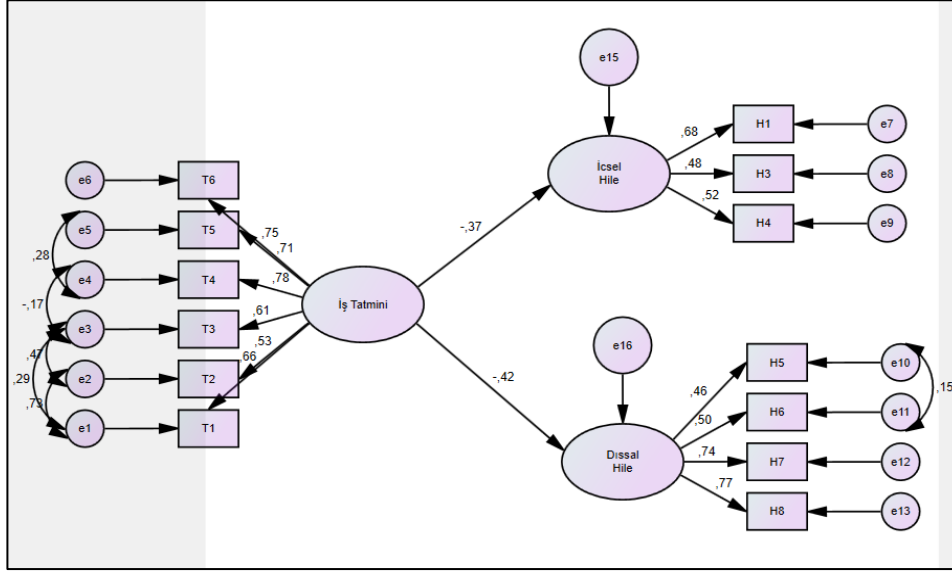 e15
,68
H1
e7
İcsel
Hile
,48
H3
e8
,52
H4
e9
e6
T6
e5
T5
,75
,71
-,37
,28
e4
T4
,78
İş Tatmini
-,17
e3
T3
,61
,53
,47
e2
T2
,66
,29
,73
e1
T1
-,42
e16
H5
e10
,46
,15
,50
H6
e11
Dıssal
Hile
,74
H7
e12
,77
H8
e13